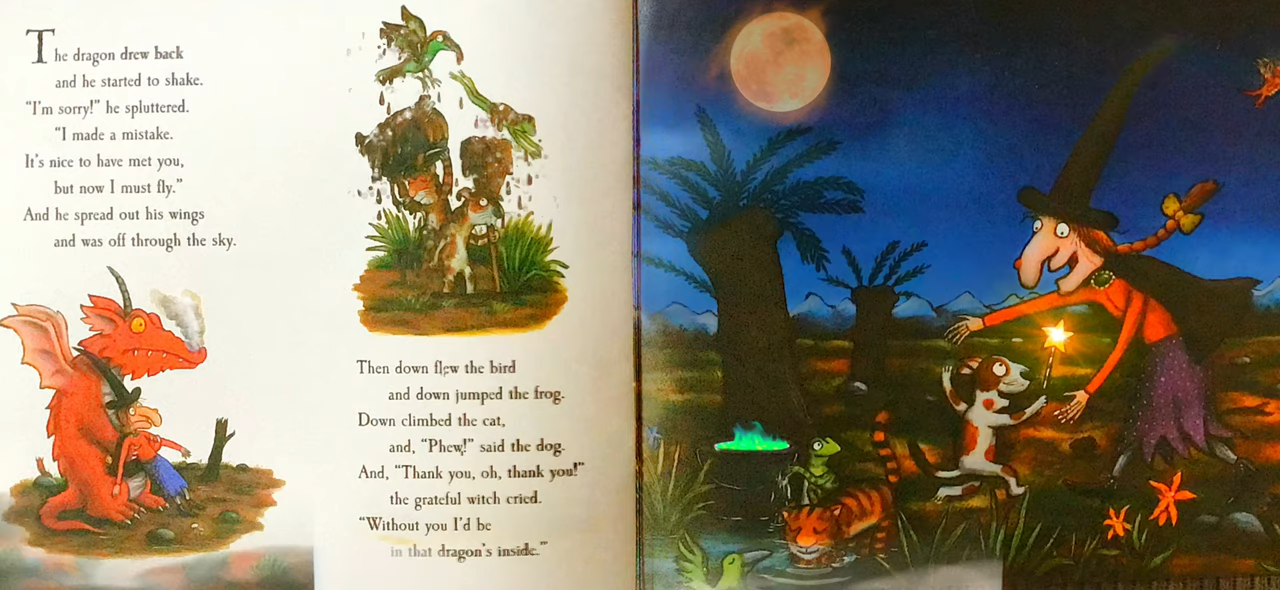 The dragon drew back
and he started to shake.
"I'm sorry!" he spluttered.
"I made a mistake.
It's nice to have met you,
but now I must fly."
And he spread out his wings
and was off through the sky.
Then down flew the bird
and down jumped the frog.
Down climbed the cat,
and, "Phew!" said the dog.
And, "Thank you, oh, thank you!"
the grateful witch cried.
"Without you I'd be
in that dragon's inside."